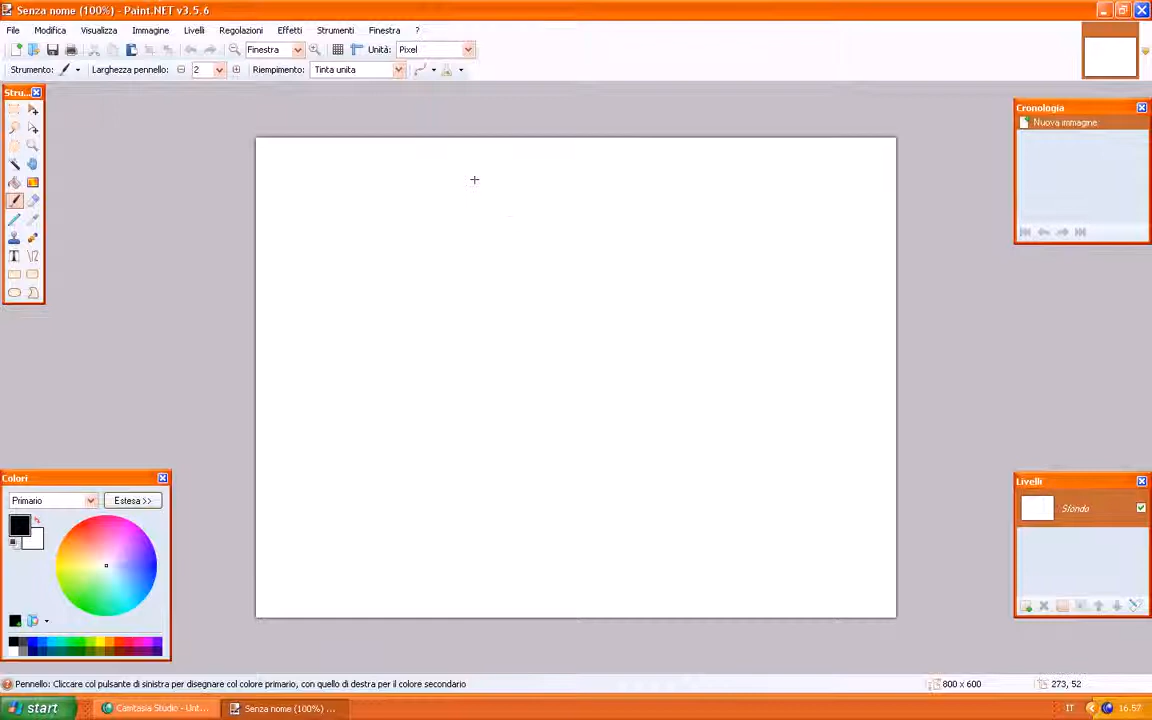 Senza nome (100%) - Paint.NET v3.5.6
File Modifica Visualizza Immagine Livelli Regolazioni Effetti Strumenti Finestra ?
Finestra Unità: Pixel
Strumento: Larghezza pennello: 2 Riempimento: Tinta unita
Stru...
Cronologia
Nuova immagine
Colori
Primario Estesa >>
Livelli
Sfondo
Pennello: Cliccare col pulsante di sinistra per disegnare col colore primario, con quello di destra per il colore secondario
800 x 600 273, 52
start Camtasia Studio - Unt... Senza nome (100%) ... IT 16.57